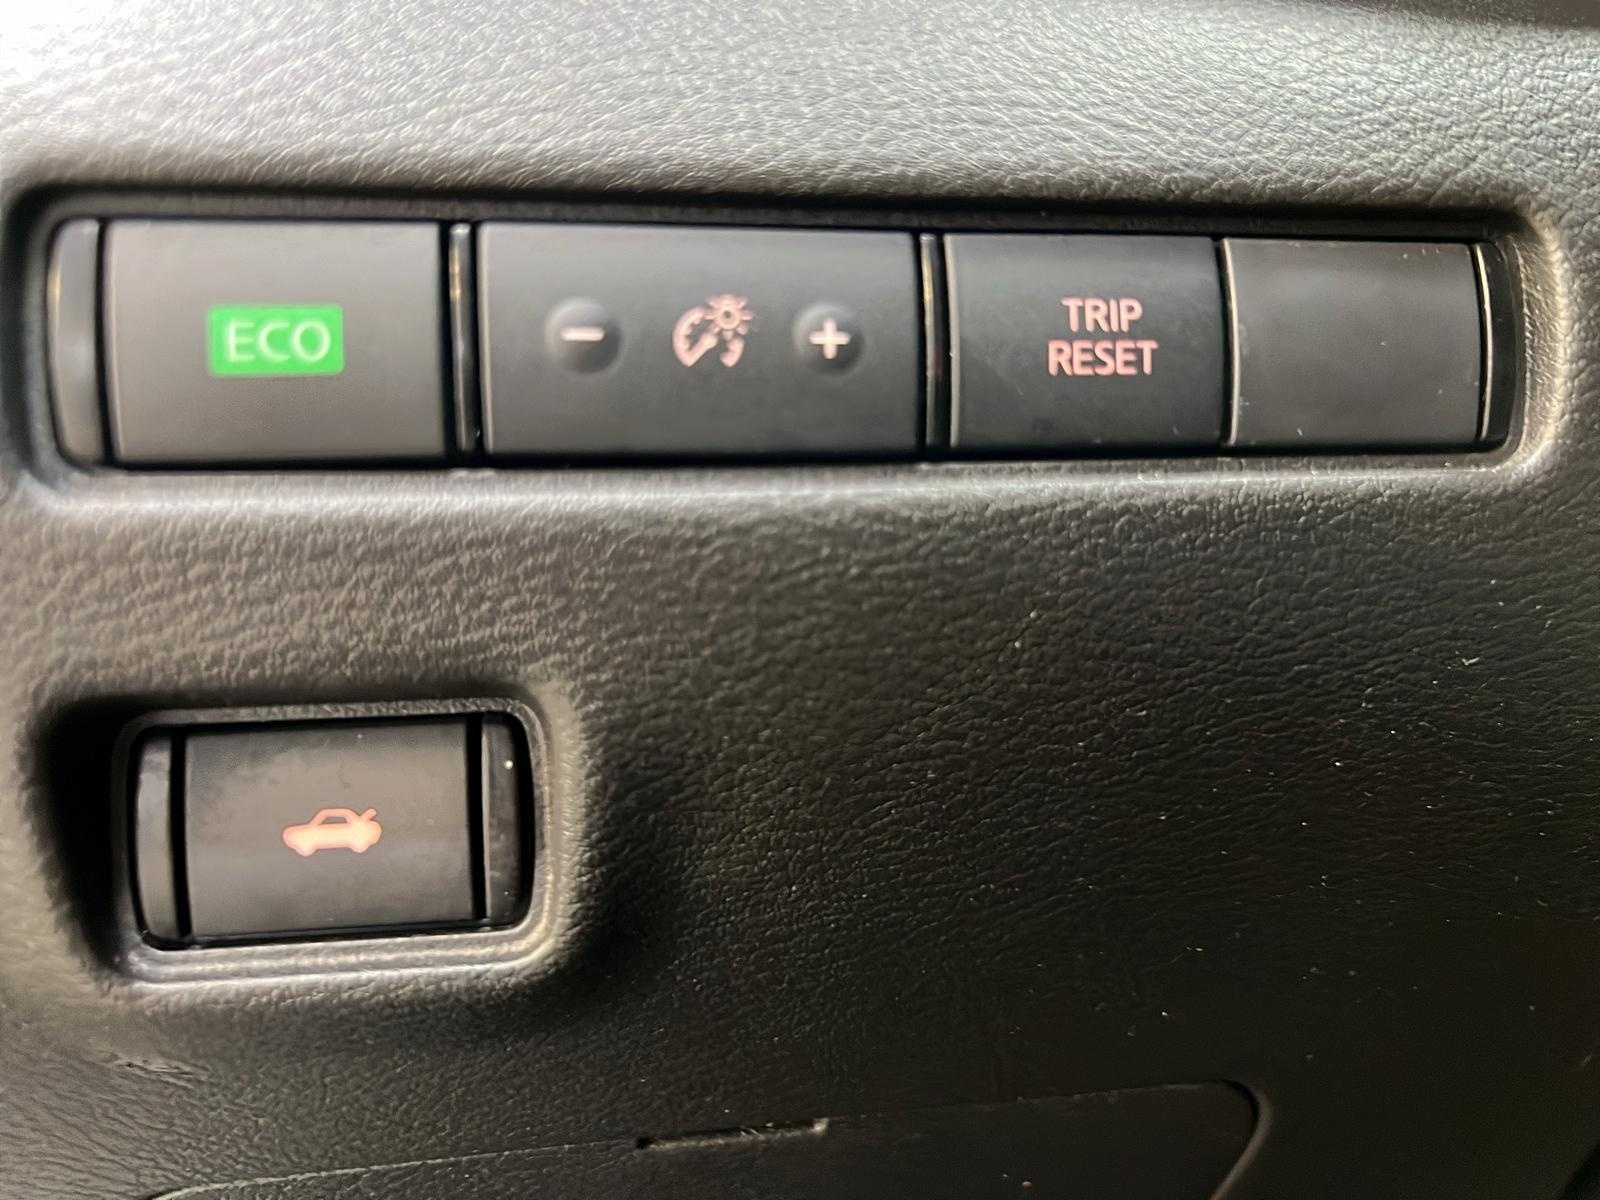 ECO
− +
TRIP
RESET